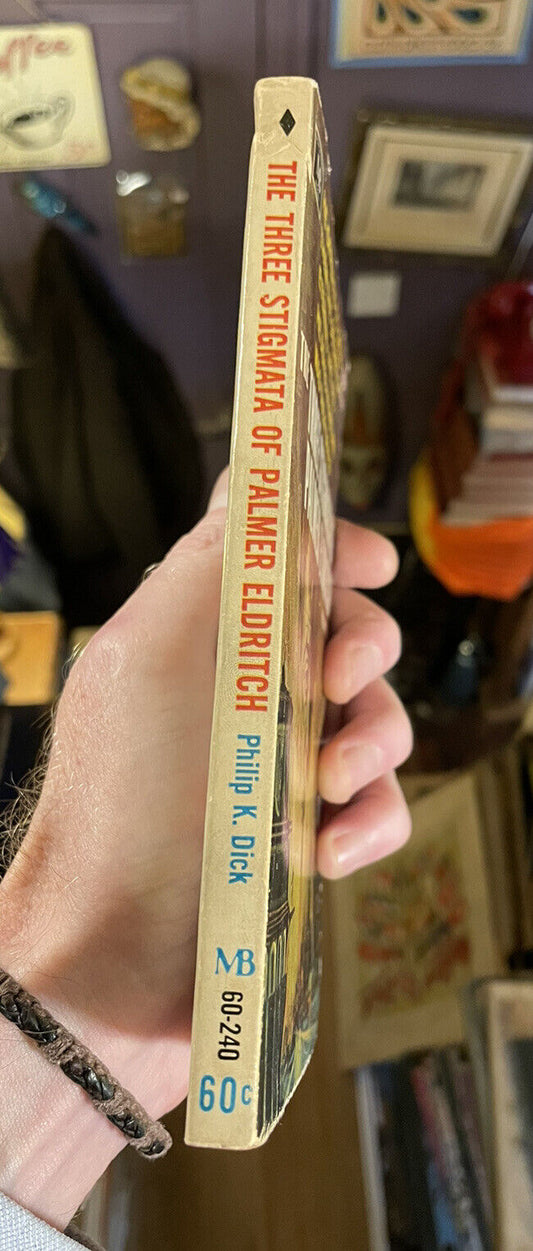 THE THREE STIGMATA OF PALMER ELDRITCH
Philip K. Dick
MB
60-240
60c